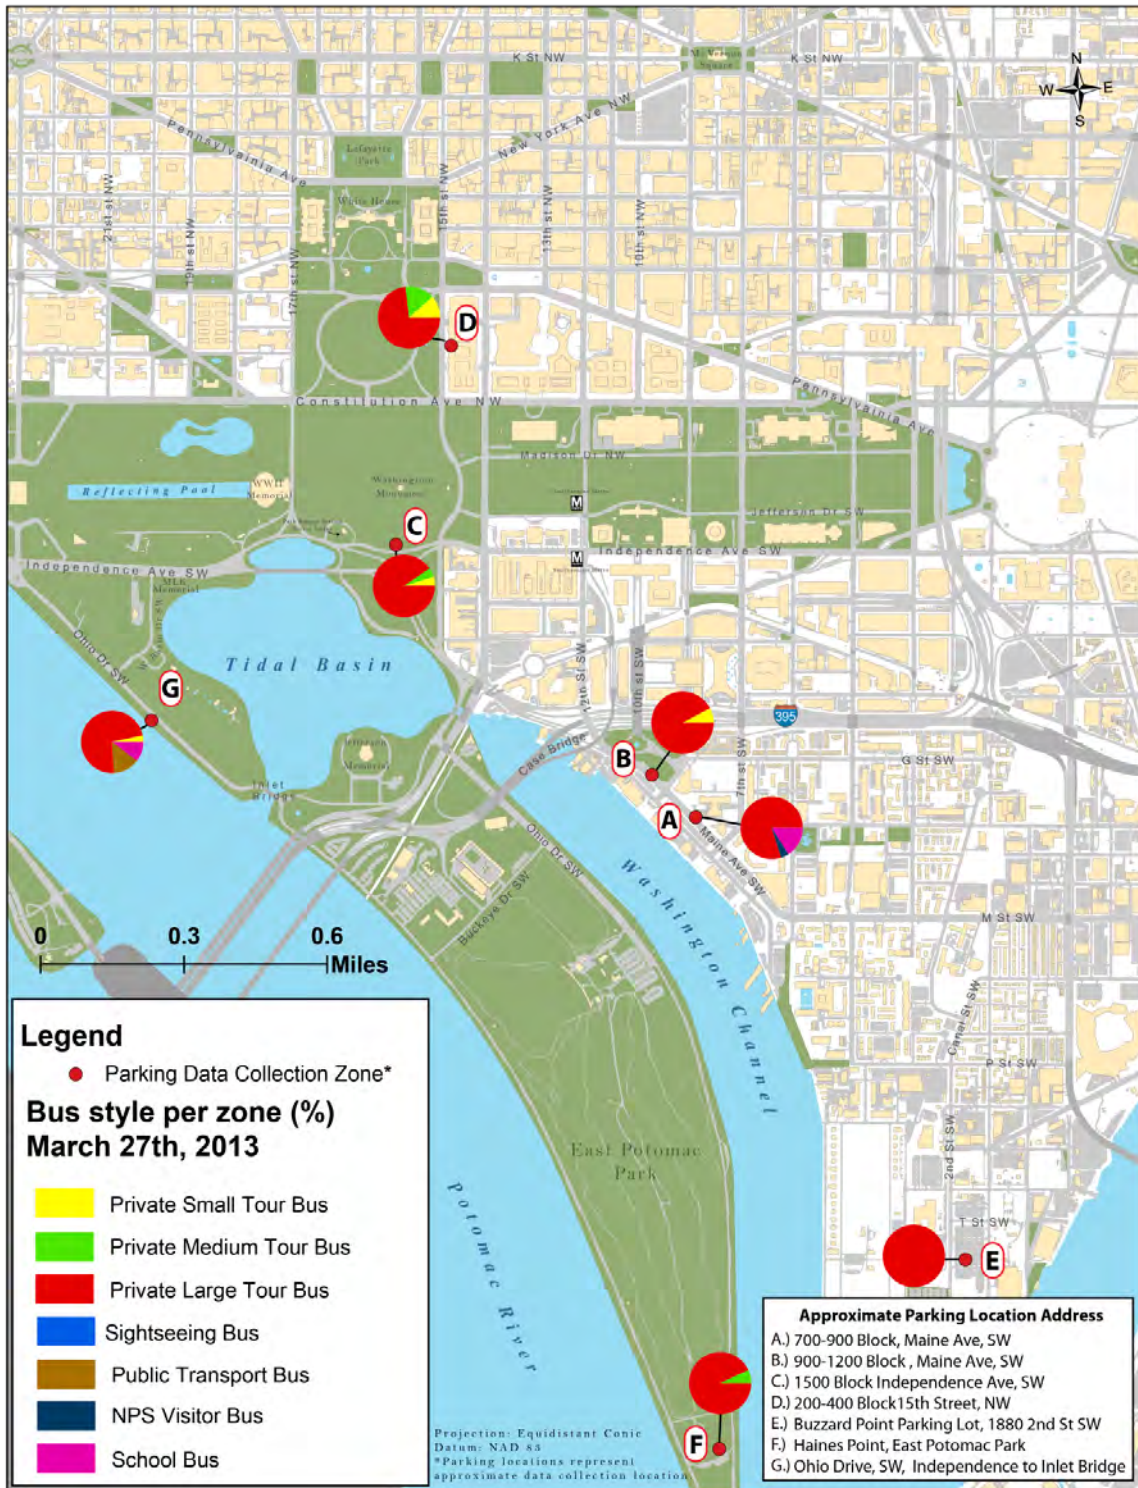 K St NW
Mt Vernon
Square
K St NW
N
W E
S
Pennsylvainia Ave
New York Ave NW
Lafayette
Park
White House
21st st NW
19th st NW
17th st NW
15th st NW
13th st NW
10th st NW
D
Constitution Ave NW
Pennsylvainia Ave
Madison Dr NW
Reflecting Pool
WWII
Memorial
Washington
Monument
M
Jefferson Dr SW
C
Independence Ave SW
M
Independence Ave SW
MLK
Memorial
Ohio Dr SW
Tidal Basin
G
12th St SW
10th st SW
395
Case Bridge
B
7th st SW
G St SW
Jefferson
Memorial
Inlet
Bridge
A
Maine Ave SW
Ohio Dr SW
Buckeye Dr SW
Washington Channel
M St SW
0 0.3 0.6
Miles
Canal St SW
P St SW
East Potomac
Park
2nd St SW
Potomac River
T St SW
E
F
Legend
Parking Data Collection Zone*
Bus style per zone (%)
March 27th, 2013
Private Small Tour Bus
Private Medium Tour Bus
Private Large Tour Bus
Sightseeing Bus
Public Transport Bus
NPS Visitor Bus
School Bus
Projection: Equidistant Conic
Datum: NAD 83
*Parking locations represent
approximate data collection location
Approximate Parking Location Address
A.) 700-900 Block, Maine Ave, SW
B.) 900-1200 Block , Maine Ave, SW
C.) 1500 Block Independence Ave, SW
D.) 200-400 Block15th Street, NW
E.) Buzzard Point Parking Lot, 1880 2nd St SW
F.) Haines Point, East Potomac Park
G.) Ohio Drive, SW, Independence to Inlet Bridge